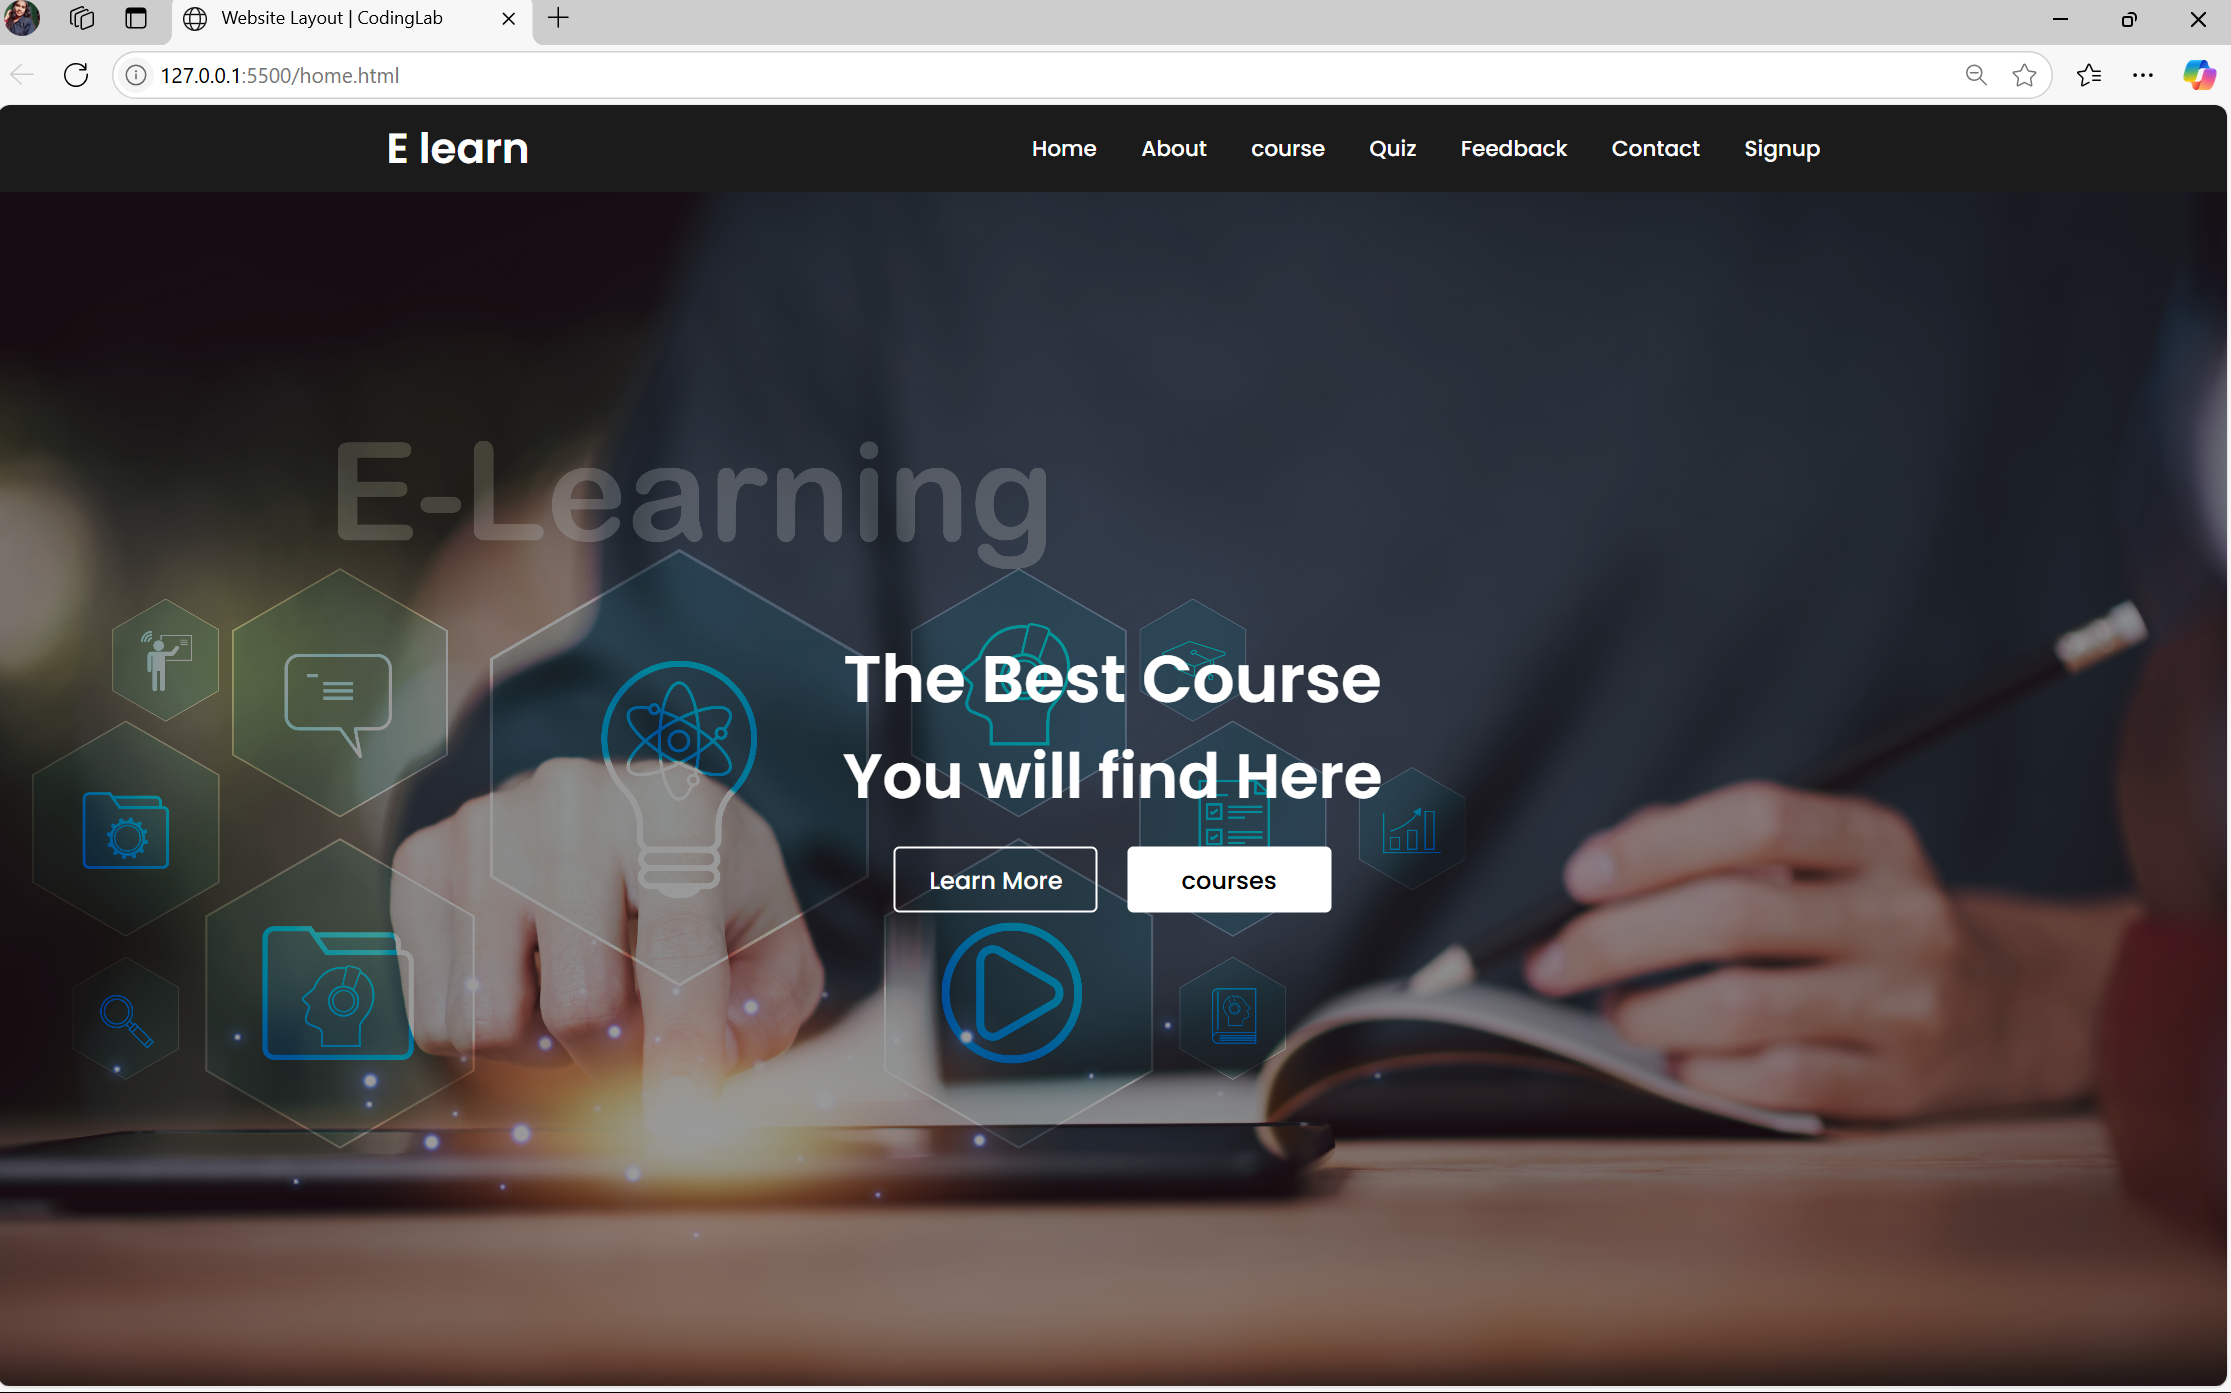 Website Layout | CodingLab
127.0.0.1:5500/home.html
E learn
Home About course Quiz Feedback Contact Signup
E-Learning
The Best Course
You will find Here
Learn More courses